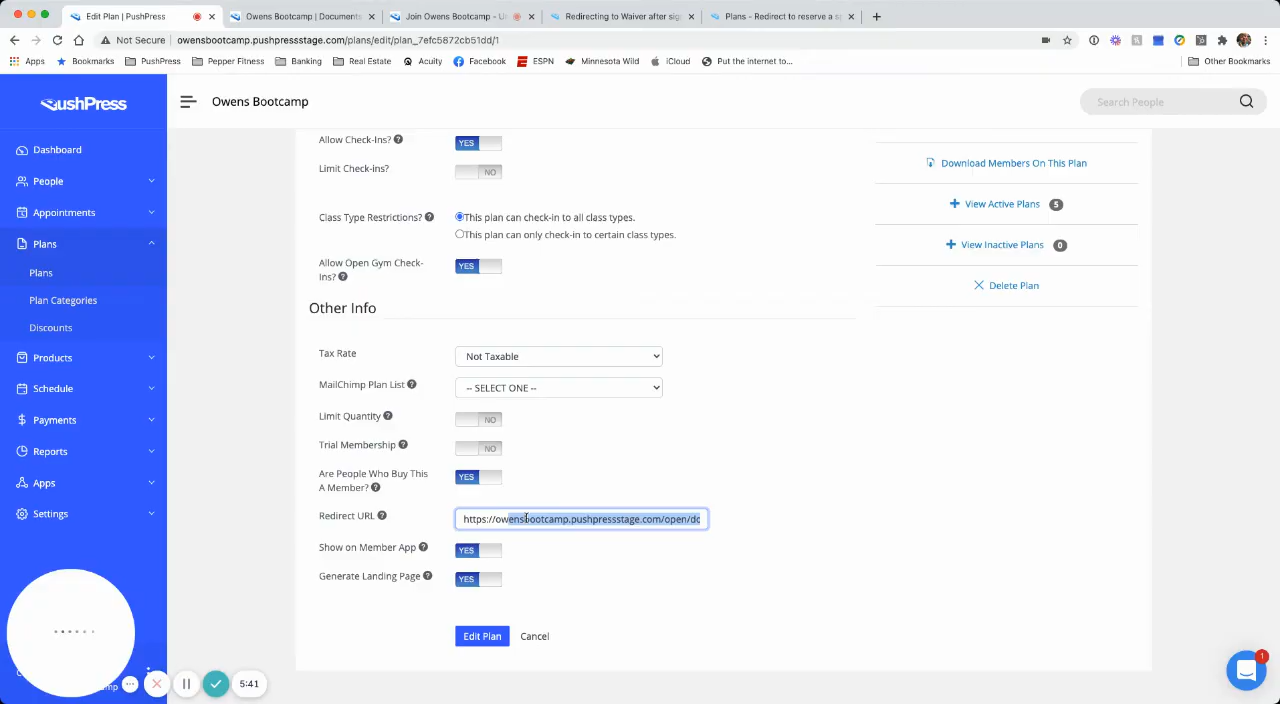 Edit Plan | PushPress
Owens Bootcamp | Documents
Join Owens Bootcamp - U
Redirecting to Waiver after sig
Plans - Redirect to reserve a s
Not Secure | owensbootcamp.pushpressstage.com/plans/edit/plan_7efc5872cb51dd/1
Apps Bookmarks PushPress Pepper Fitness Banking Real Estate Acuity Facebook ESPN Minnesota Wild iCloud Put the internet to... Other Bookmarks
PushPress
Owens Bootcamp
Search People
Dashboard
People
Appointments
Plans
Plans
Plan Categories
Discounts
Products
Schedule
Payments
Reports
Apps
Settings
Allow Check-Ins? YES
Limit Check-ins? NO
Class Type Restrictions? This plan can check-in to all class types.
This plan can only check-in to certain class types.
Allow Open Gym Check-
Ins? YES
Other Info
Tax Rate Not Taxable
MailChimp Plan List -- SELECT ONE --
Limit Quantity NO
Trial Membership NO
Are People Who Buy This
A Member? YES
Redirect URL https://owensbootcamp.pushpressstage.com/open/dc
Show on Member App YES
Generate Landing Page YES
Edit Plan Cancel
Download Members On This Plan
View Active Plans 5
View Inactive Plans 0
Delete Plan
5:41
1